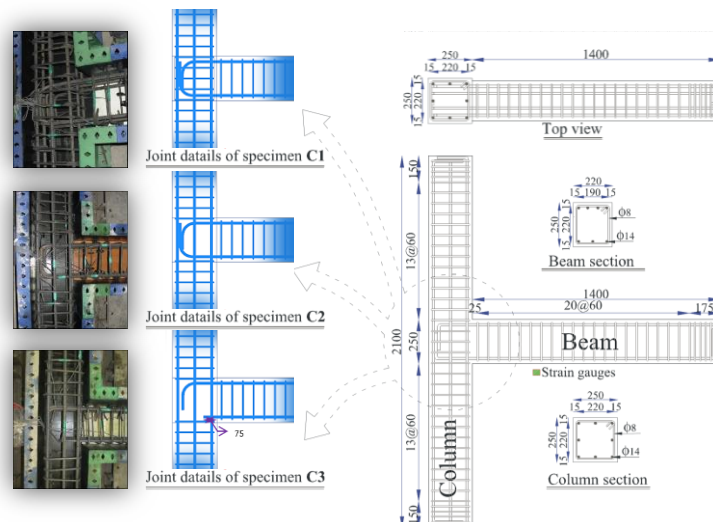 Joint datails of specimen C1
Joint datails of specimen C2
75
Joint datails of specimen C3
250
15 220 15
1400
250
15 220 15
Top view
150
13@60
2100
250
13@60
150
Column
220
15 190 15
250
15 220 15
ϕ8
ϕ14
Beam section
1400
25 20@60 175
Beam
Strain gauges
250
15 220 15
250
15 220 15
ϕ8
ϕ14
Column section